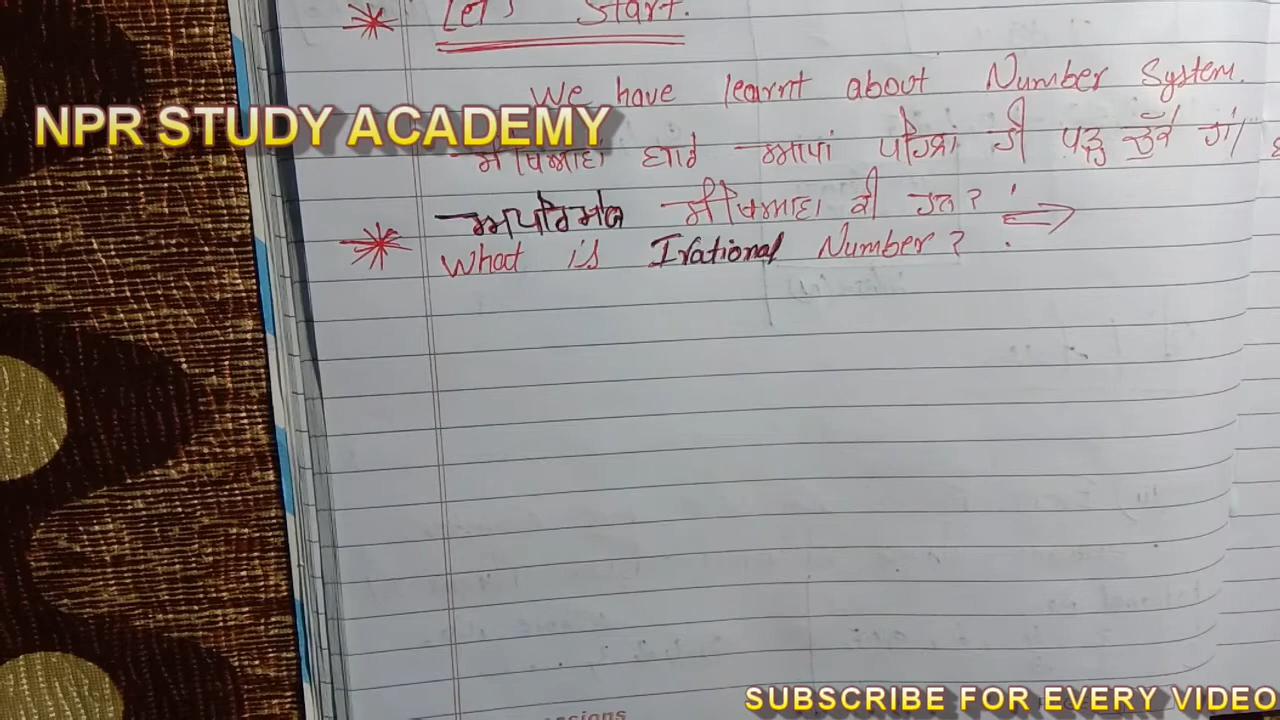 Let's Start.
We have learnt about Number System.
NPR STUDY ACADEMY
ਸੰਖਿਆਵਾਂ ਬਾਰੇ ਆਪਾਂ ਪਹਿਲਾਂ ਹੀ ਪੜ੍ਹ ਚੁੱਕੇ ਹਾਂ।
ਅਪਰਿਮੇਯ ਸੰਖਿਆਵਾਂ ਕੀ ਹਨ?
What is Irational Number?
SUBSCRIBE FOR EVERY VIDEO